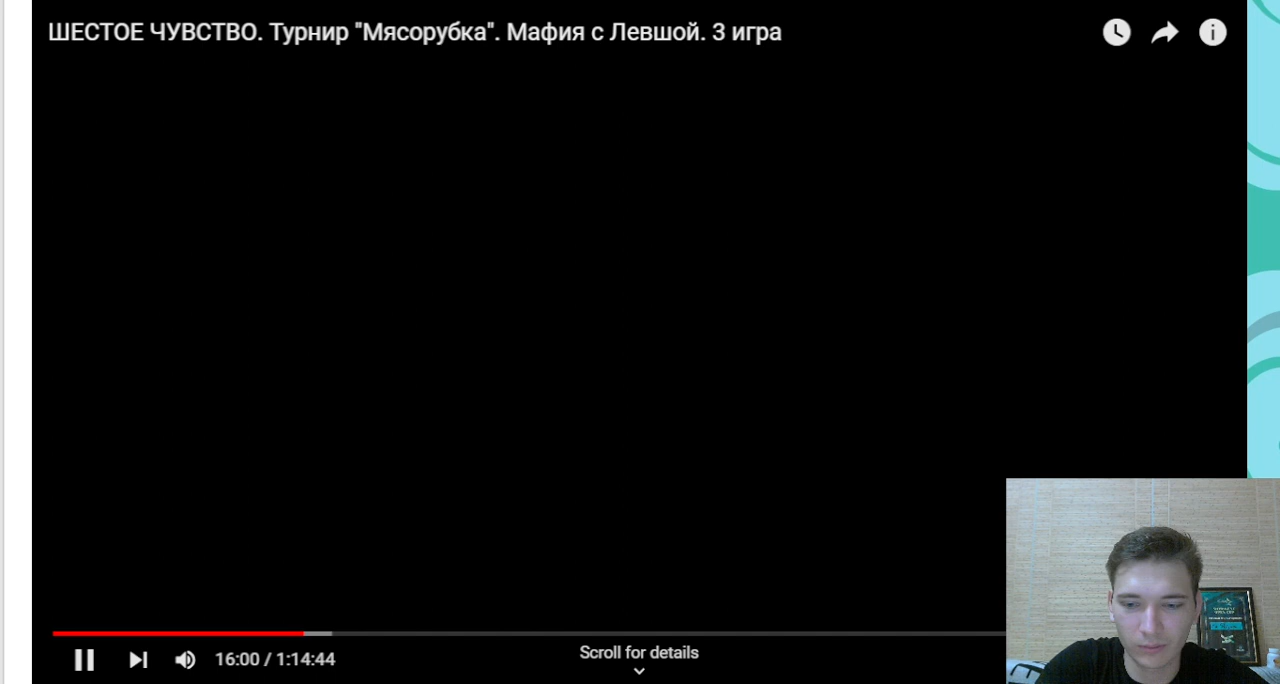 ШЕСТОЕ ЧУВСТВО. Турнир "Мясорубка". Мафия с Левшой. 3 игра
16:00 / 1:14:44
Scroll for details